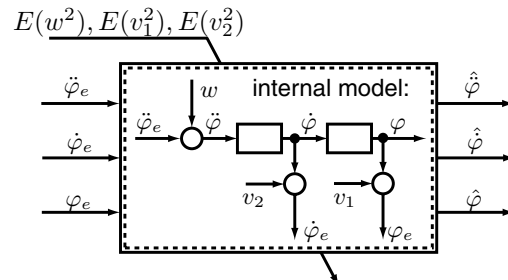 E(w²), E(v₁²), E(v₂²)
w internal model:
φ̈ₑ φ̈ₑ φ̈ φ̇ φ φ̈̂
φ̇ₑ φ̇̂
v₂ v₁
φₑ φ̇ₑ φₑ φ̂